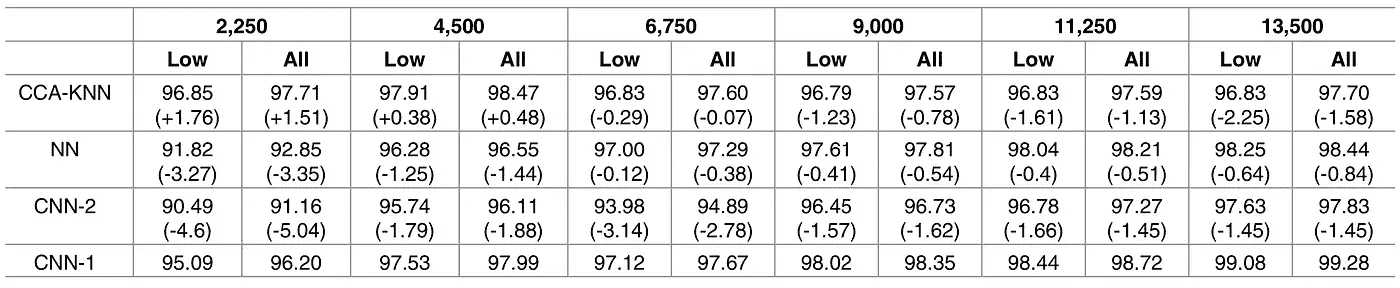 2,250 4,500 6,750 9,000 11,250 13,500
Low All Low All Low All Low All Low All Low All
CCA-KNN 96.85 97.71 97.91 98.47 96.83 97.60 96.79 97.57 96.83 97.59 96.83 97.70
(+1.76) (+1.51) (+0.38) (+0.48) (-0.29) (-0.07) (-1.23) (-0.78) (-1.61) (-1.13) (-2.25) (-1.58)
NN 91.82 92.85 96.28 96.55 97.00 97.29 97.61 97.81 98.04 98.21 98.25 98.44
(-3.27) (-3.35) (-1.25) (-1.44) (-0.12) (-0.38) (-0.41) (-0.54) (-0.4) (-0.51) (-0.64) (-0.84)
CNN-2 90.49 91.16 95.74 96.11 93.98 94.89 96.45 96.73 96.78 97.27 97.63 97.83
(-4.6) (-5.04) (-1.79) (-1.88) (-3.14) (-2.78) (-1.57) (-1.62) (-1.66) (-1.45) (-1.45) (-1.45)
CNN-1 95.09 96.20 97.53 97.99 97.12 97.67 98.02 98.35 98.44 98.72 99.08 99.28